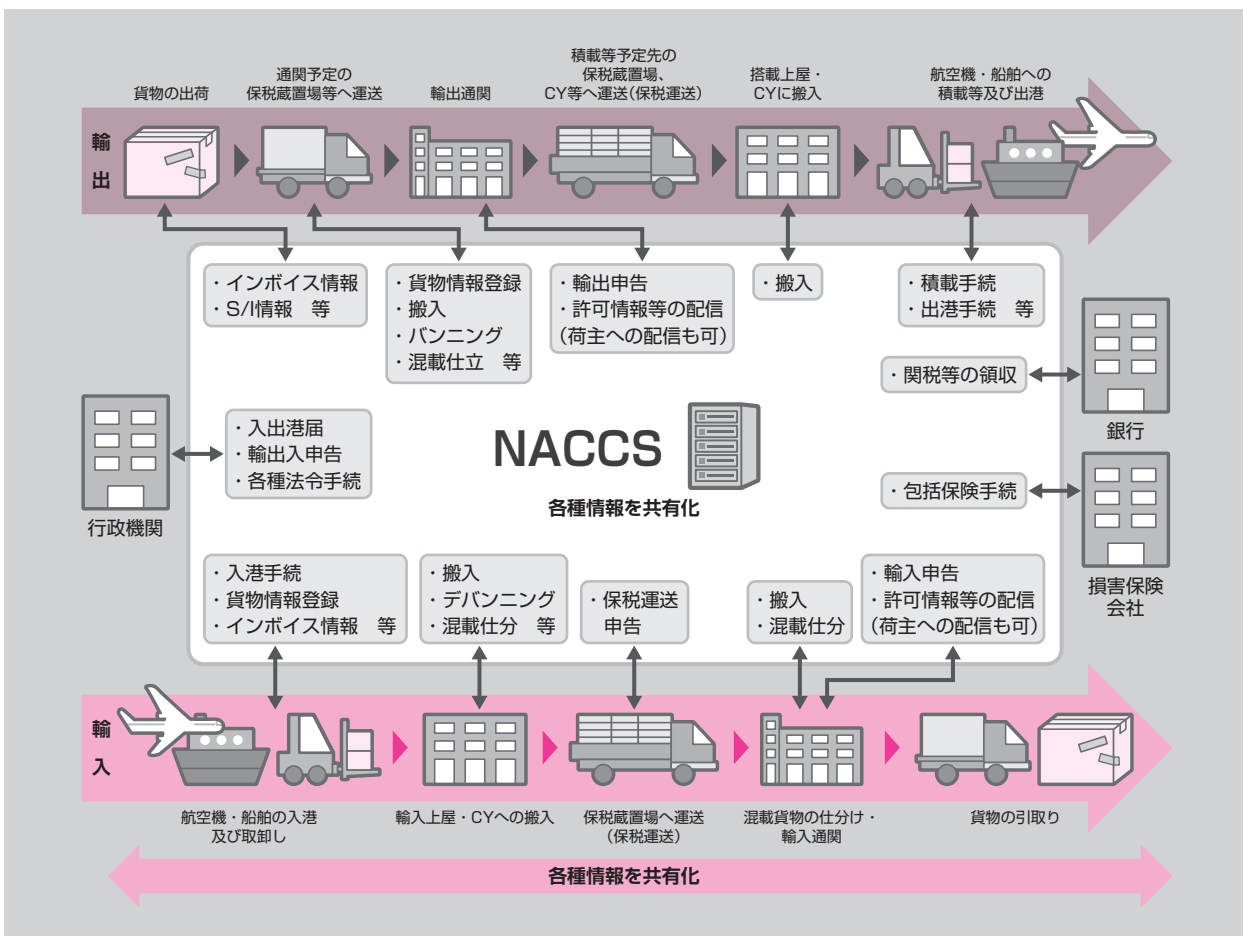 貨物の出荷
通関予定の
保税蔵置場等へ運送
輸出通関
積載等予定先の
保税蔵置場、
CY等へ運送(保税運送)
搭載上屋・
CYに搬入
航空機・船舶への
積載等及び出港
輸
出
・インボイス情報
・S/I情報　等
・貨物情報登録
・搬入
・バンニング
・混載仕立　等
・輸出申告
・許可情報等の配信
(荷主への配信も可)
・搬入
・積載手続
・出港手続　等
・関税等の領収
銀行
・入出港届
・輸出入申告
・各種法令手続
行政機関
NACCS
各種情報を共有化
・包括保険手続
損害保険
会社
・入港手続
・貨物情報登録
・インボイス情報　等
・搬入
・デバンニング
・混載仕分　等
・保税運送
申告
・搬入
・混載仕分
・輸入申告
・許可情報等の配信
(荷主への配信も可)
輸
入
航空機・船舶の入港
及び取卸し
輸入上屋・CYへの搬入
保税蔵置場へ運送
(保税運送)
混載貨物の仕分け・
輸入通関
貨物の引取り
各種情報を共有化